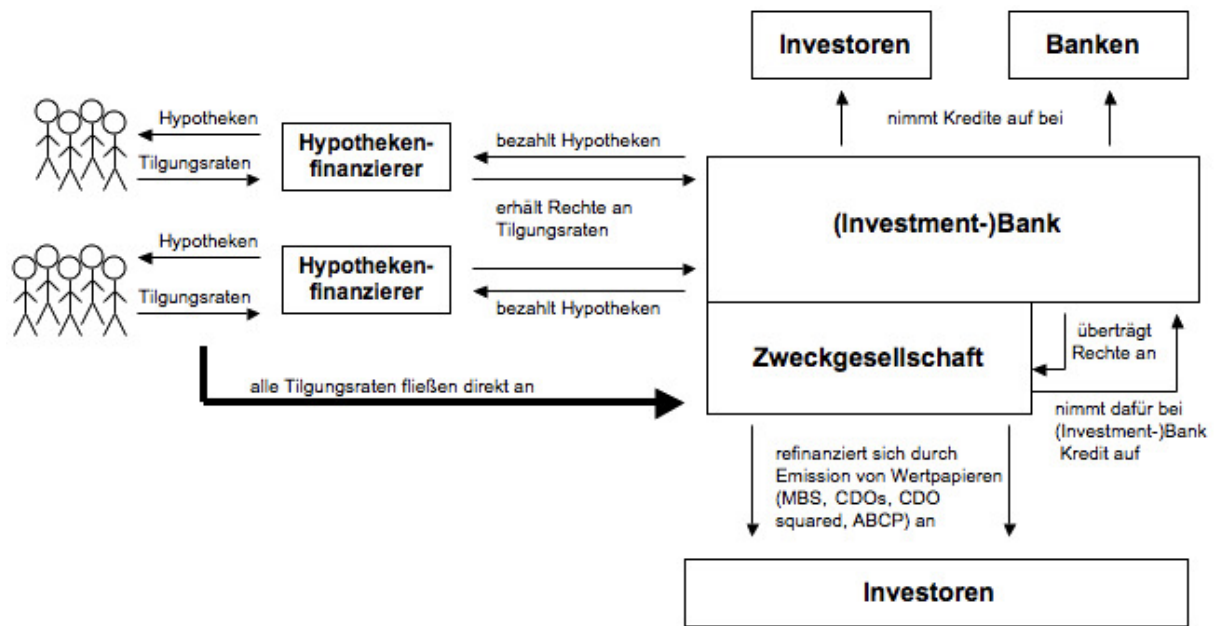 Investoren
Banken
nimmt Kredite auf bei
Hypotheken
Tilgungsraten
Hypotheken-
finanzierer
bezahlt Hypotheken
erhält Rechte an
Tilgungsraten
(Investment-)Bank
Hypotheken
Tilgungsraten
Hypotheken-
finanzierer
bezahlt Hypotheken
Zweckgesellschaft
überträgt
Rechte an
alle Tilgungsraten fließen direkt an
nimmt dafür bei
(Investment-)Bank
Kredit auf
refinanziert sich durch
Emission von Wertpapieren
(MBS, CDOs, CDO
squared, ABCP) an
Investoren